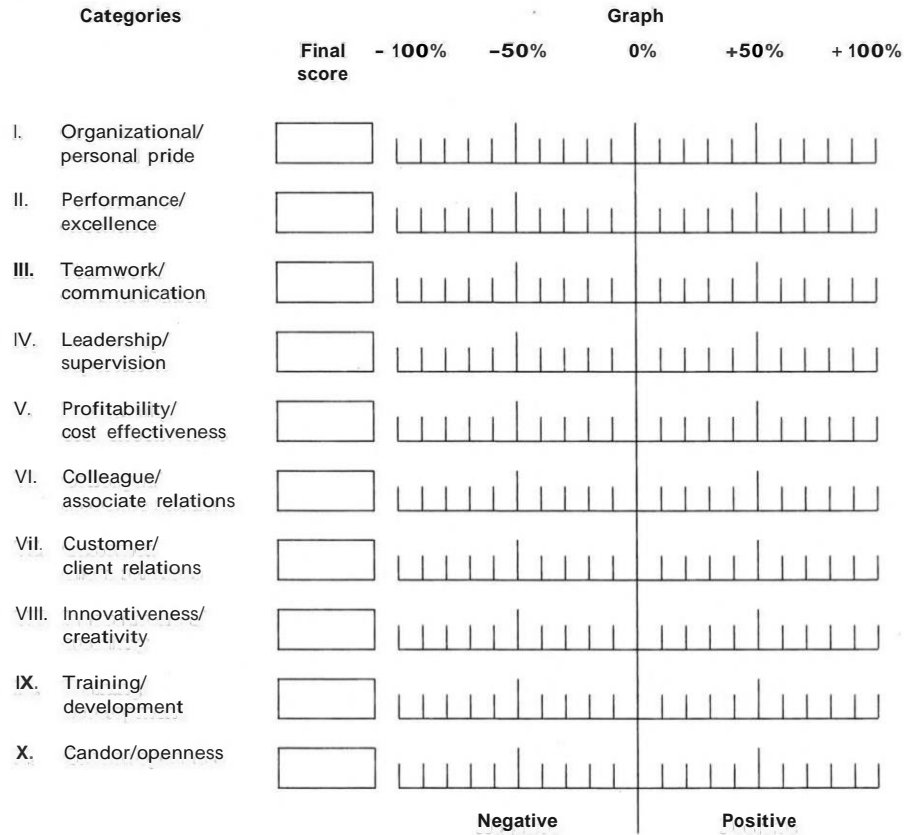 Categories
Graph
Final score
- 100% –50% 0% +50% + 100%
I. Organizational/
personal pride
II. Performance/
excellence
III. Teamwork/
communication
IV. Leadership/
supervision
V. Profitability/
cost effectiveness
VI. Colleague/
associate relations
VII. Customer/
client relations
VIII. Innovativeness/
creativity
IX. Training/
development
X. Candor/openness
Negative Positive